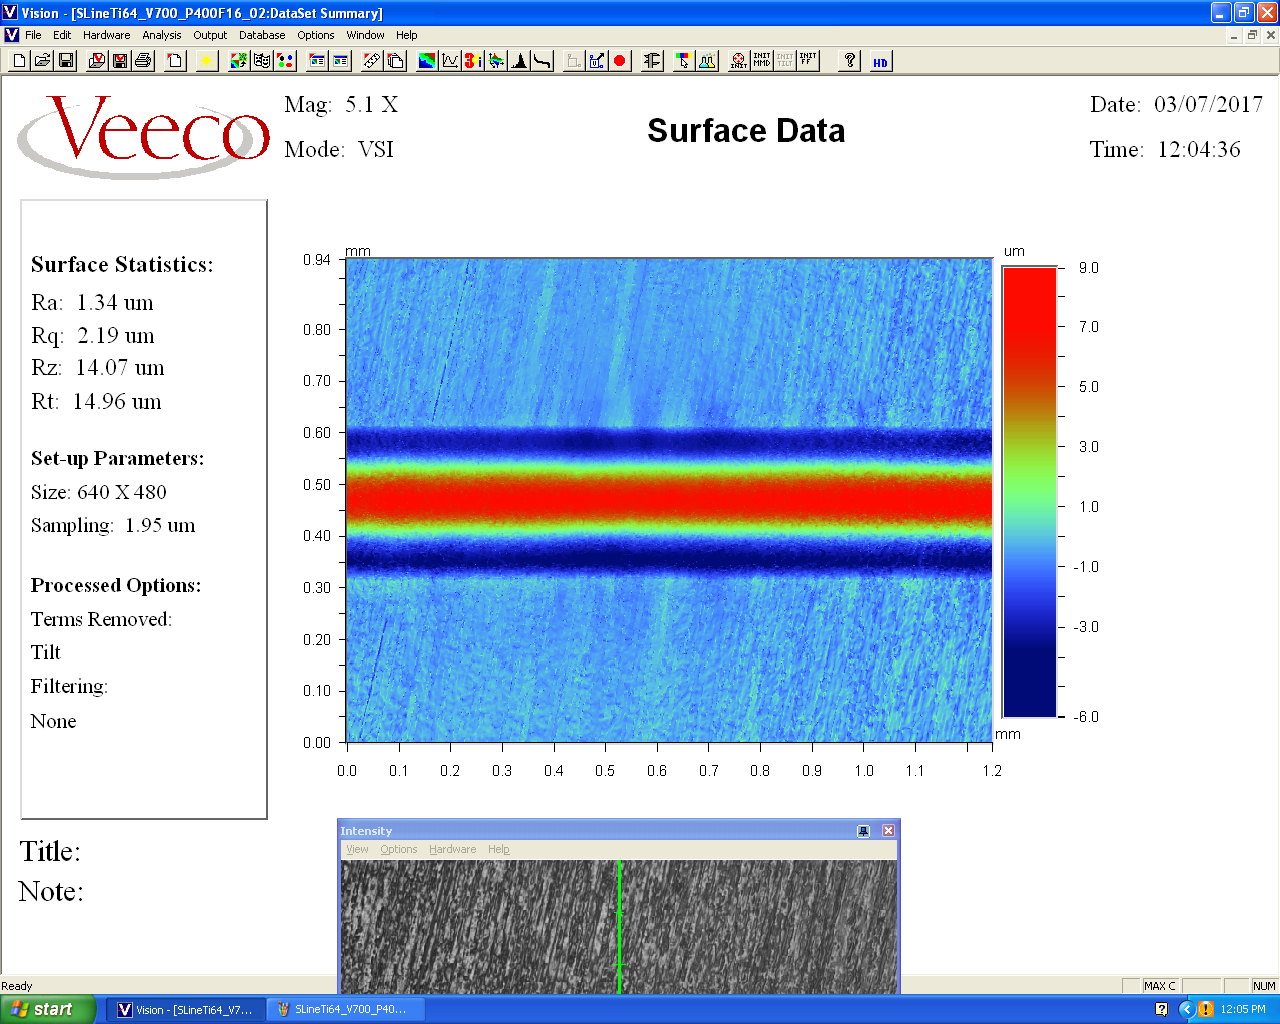 Vision - [SLineTi64_V700_P400F16_02:DataSet Summary]
File Edit Hardware Analysis Output Database Options Window Help
HD
Veeco
Mag: 5.1 X
Mode: VSI
Surface Data
Date: 03/07/2017
Time: 12:04:36
Surface Statistics:
Ra: 1.34 um
Rq: 2.19 um
Rz: 14.07 um
Rt: 14.96 um
Set-up Parameters:
Size: 640 X 480
Sampling: 1.95 um
Processed Options:
Terms Removed:
Tilt
Filtering:
None
Title:
Note:
mm
0.94
0.80
0.70
0.60
0.50
0.40
0.30
0.20
0.10
0.00
0.0 0.1 0.2 0.3 0.4 0.5 0.6 0.7 0.8 0.9 1.0 1.1 1.2
mm
um
9.0
7.0
5.0
3.0
1.0
-1.0
-3.0
-6.0
Intensity
View Options Hardware Help
Ready
MAX C
NUM
start
Vision - [SLineTi64_V7...
SLineTi64_V700_P40...
12:05 PM